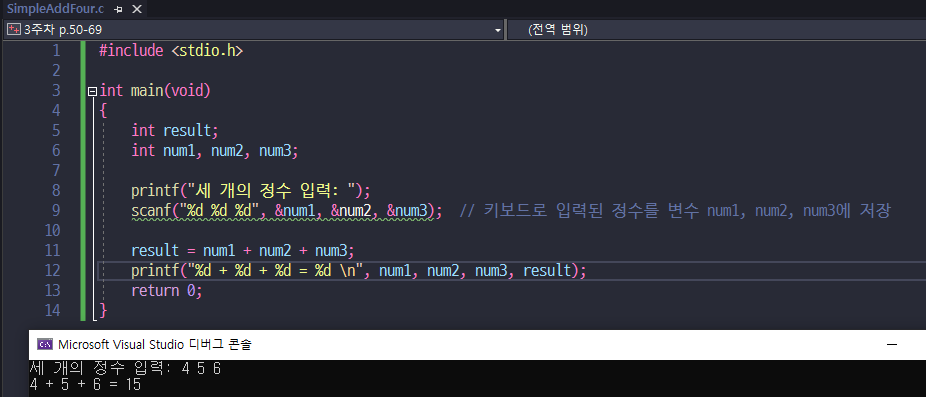 SimpleAddFour.c
3주차 p.50-69 (전역 범위)
1 #include <stdio.h>
2
3 int main(void)
4 {
5 int result;
6 int num1, num2, num3;
7
8 printf("세 개의 정수 입력: ");
9 scanf("%d %d %d", &num1, &num2, &num3); // 키보드로 입력된 정수를 변수 num1, num2, num3에 저장
10
11 result = num1 + num2 + num3;
12 printf("%d + %d + %d = %d \n", num1, num2, num3, result);
13 return 0;
14 }
C:\ Microsoft Visual Studio 디버그 콘솔
세 개의 정수 입력: 4 5 6
4 + 5 + 6 = 15